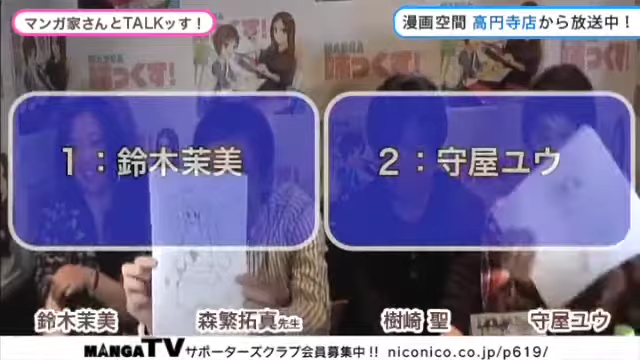 マンガ家さんとTALKッす！
漫画空間 高円寺店から放送中！
MANGA
1：鈴木茉美
2：守屋ユウ
鈴木茉美
森繁拓真先生
樹崎 聖
守屋ユウ
MANGA TV サポーターズクラブ会員募集中!! niconico.co.jp/p619/